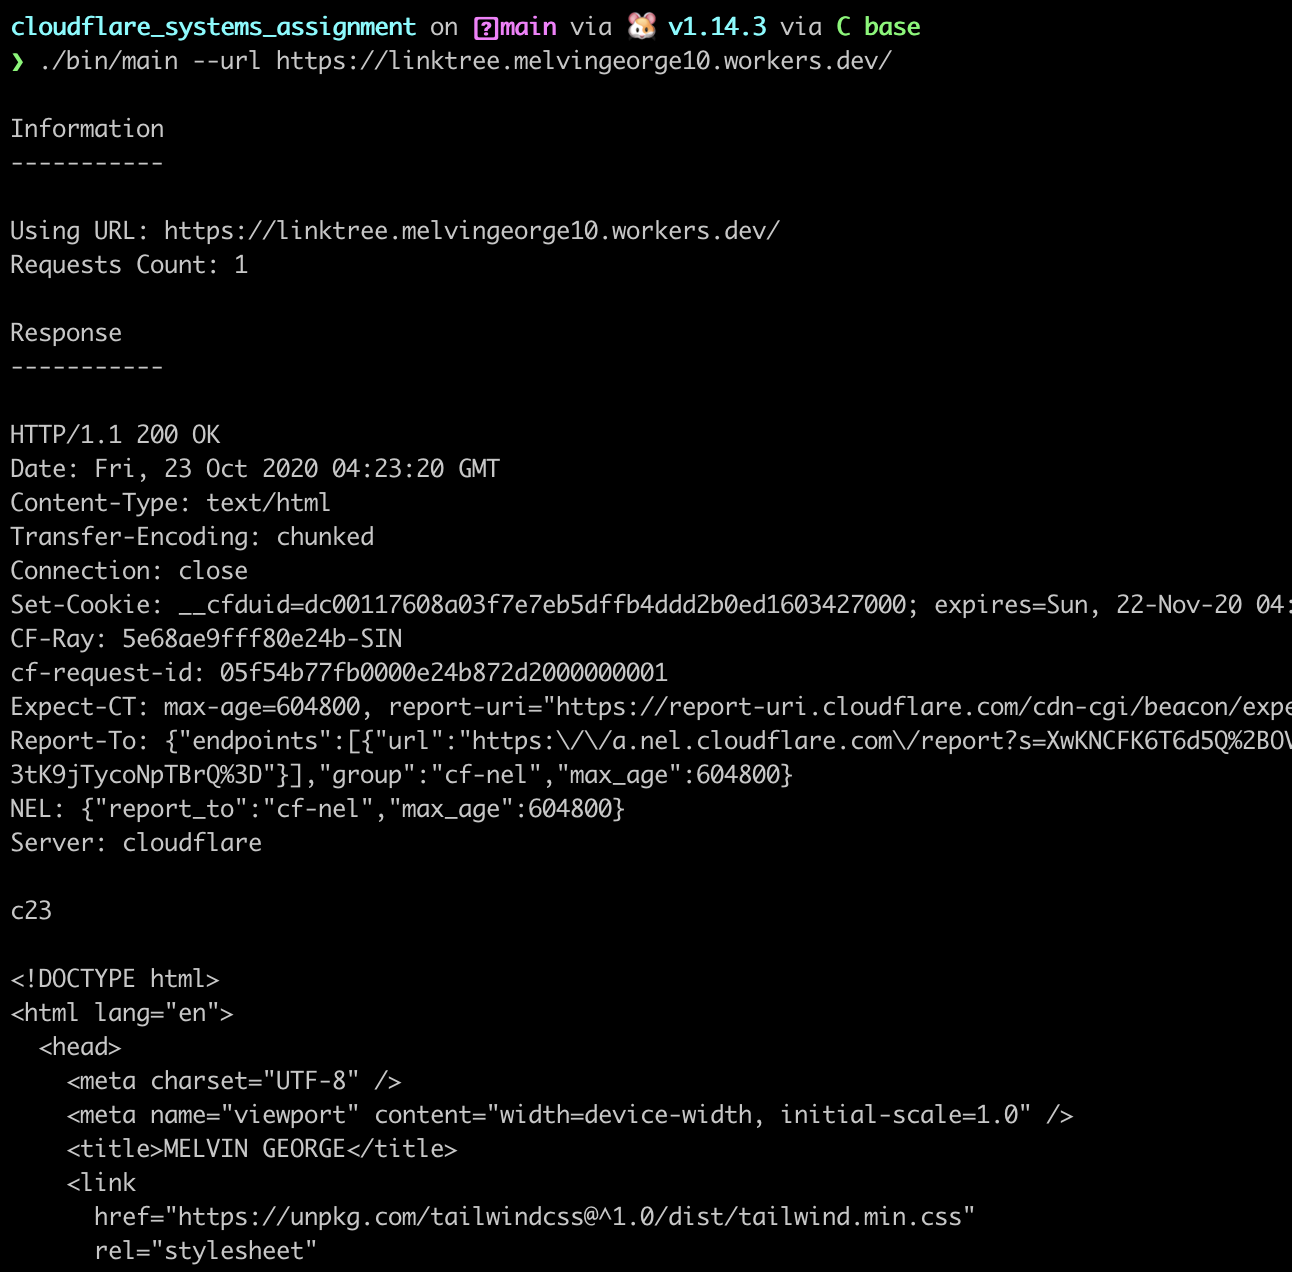 cloudflare_systems_assignment on main via 🐹 v1.14.3 via C base
❯ ./bin/main --url https://linktree.melvingeorge10.workers.dev/
Information
-----------
Using URL: https://linktree.melvingeorge10.workers.dev/
Requests Count: 1
Response
-----------
HTTP/1.1 200 OK
Date: Fri, 23 Oct 2020 04:23:20 GMT
Content-Type: text/html
Transfer-Encoding: chunked
Connection: close
Set-Cookie: __cfduid=dc00117608a03f7e7eb5dffb4ddd2b0ed1603427000; expires=Sun, 22-Nov-20 04:
CF-Ray: 5e68ae9fff80e24b-SIN
cf-request-id: 05f54b77fb0000e24b872d2000000001
Expect-CT: max-age=604800, report-uri="https://report-uri.cloudflare.com/cdn-cgi/beacon/expe
Report-To: {"endpoints":[{"url":"https:\/\/a.nel.cloudflare.com\/report?s=XwKNCFK6T6d5Q%2BOV
3tK9jTycoNpTBrQ%3D"}],"group":"cf-nel","max_age":604800}
NEL: {"report_to":"cf-nel","max_age":604800}
Server: cloudflare
c23
<!DOCTYPE html>
<html lang="en">
  <head>
    <meta charset="UTF-8" />
    <meta name="viewport" content="width=device-width, initial-scale=1.0" />
    <title>MELVIN GEORGE</title>
    <link
      href="https://unpkg.com/tailwindcss@^1.0/dist/tailwind.min.css"
      rel="stylesheet"